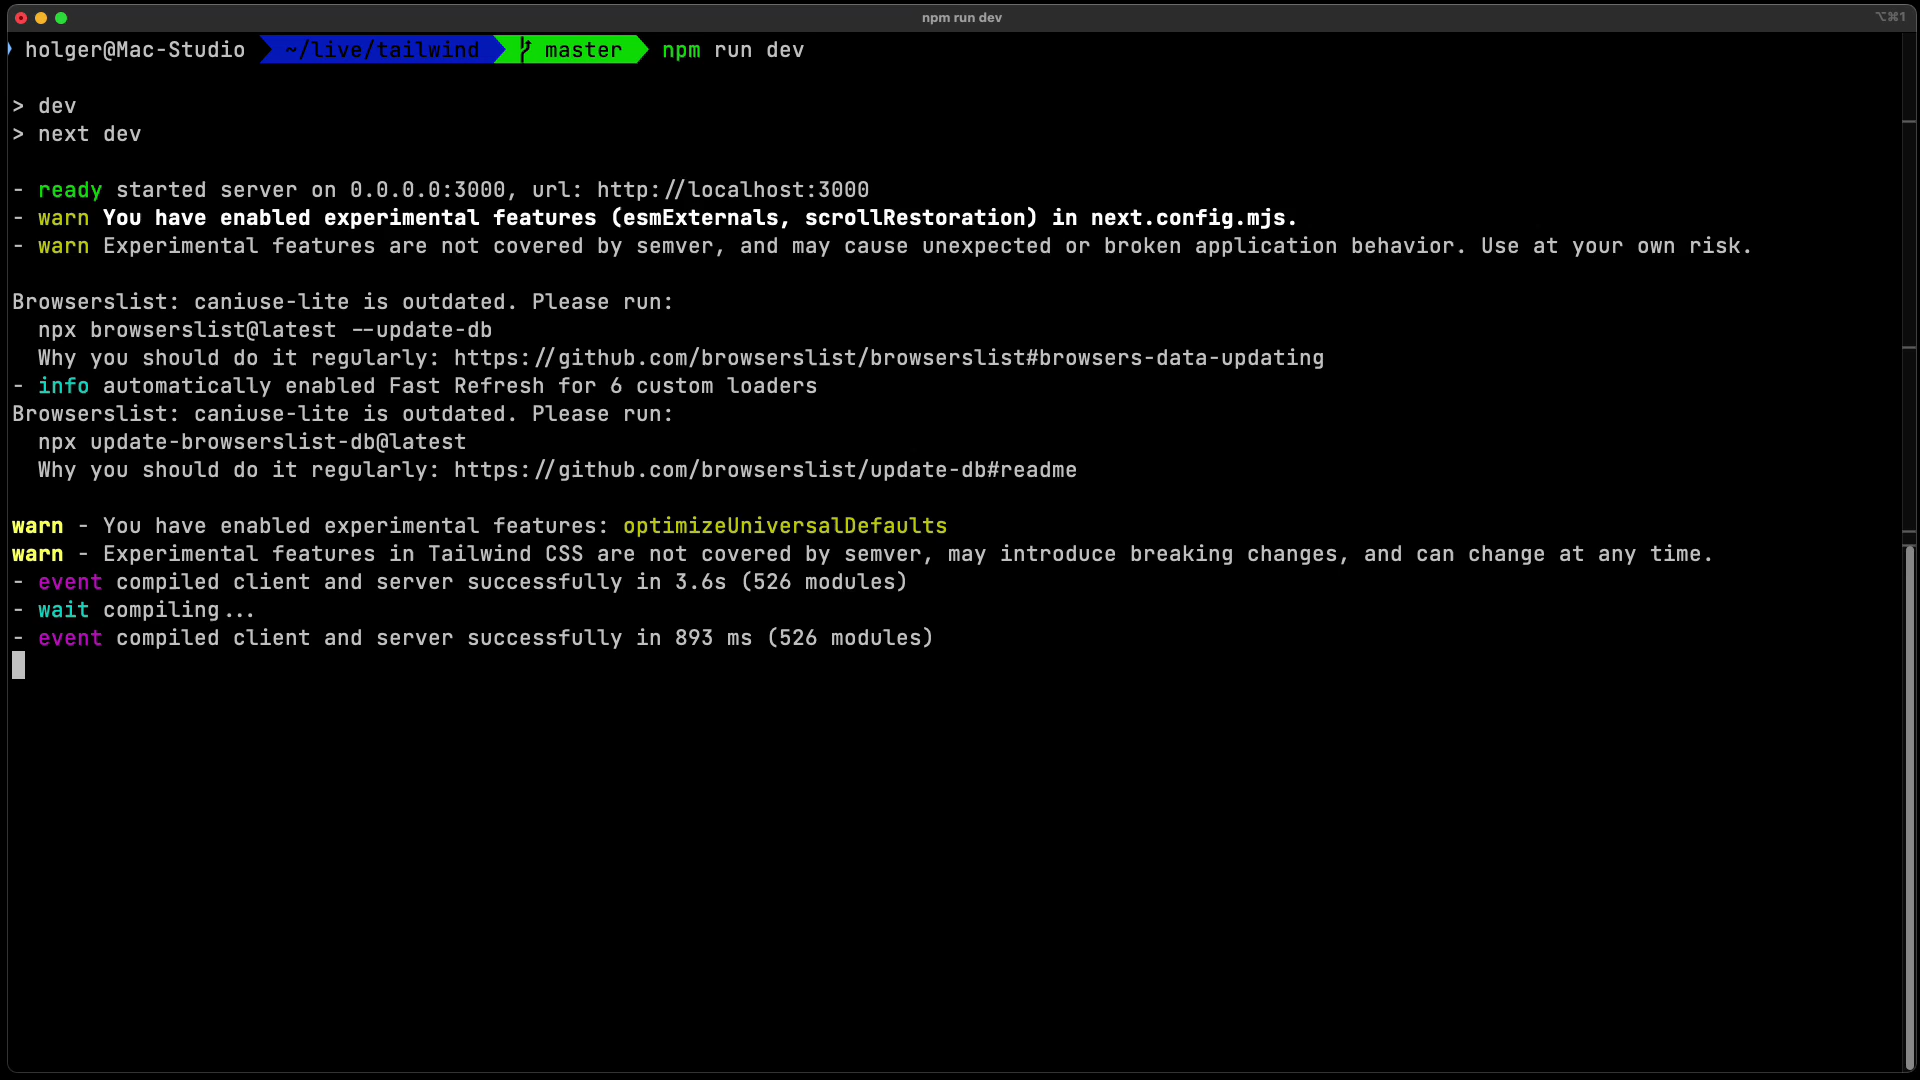 npm run dev
⌥⌘1
holger@Mac-Studio ~/live/tailwind master npm run dev
> dev
> next dev
- ready started server on 0.0.0.0:3000, url: http://localhost:3000
- warn You have enabled experimental features (esmExternals, scrollRestoration) in next.config.mjs.
- warn Experimental features are not covered by semver, and may cause unexpected or broken application behavior. Use at your own risk.
Browserslist: caniuse-lite is outdated. Please run:
npx browserslist@latest --update-db
Why you should do it regularly: https://github.com/browserslist/browserslist#browsers-data-updating
- info automatically enabled Fast Refresh for 6 custom loaders
Browserslist: caniuse-lite is outdated. Please run:
npx update-browserslist-db@latest
Why you should do it regularly: https://github.com/browserslist/update-db#readme
warn - You have enabled experimental features: optimizeUniversalDefaults
warn - Experimental features in Tailwind CSS are not covered by semver, may introduce breaking changes, and can change at any time.
- event compiled client and server successfully in 3.6s (526 modules)
- wait compiling...
- event compiled client and server successfully in 893 ms (526 modules)